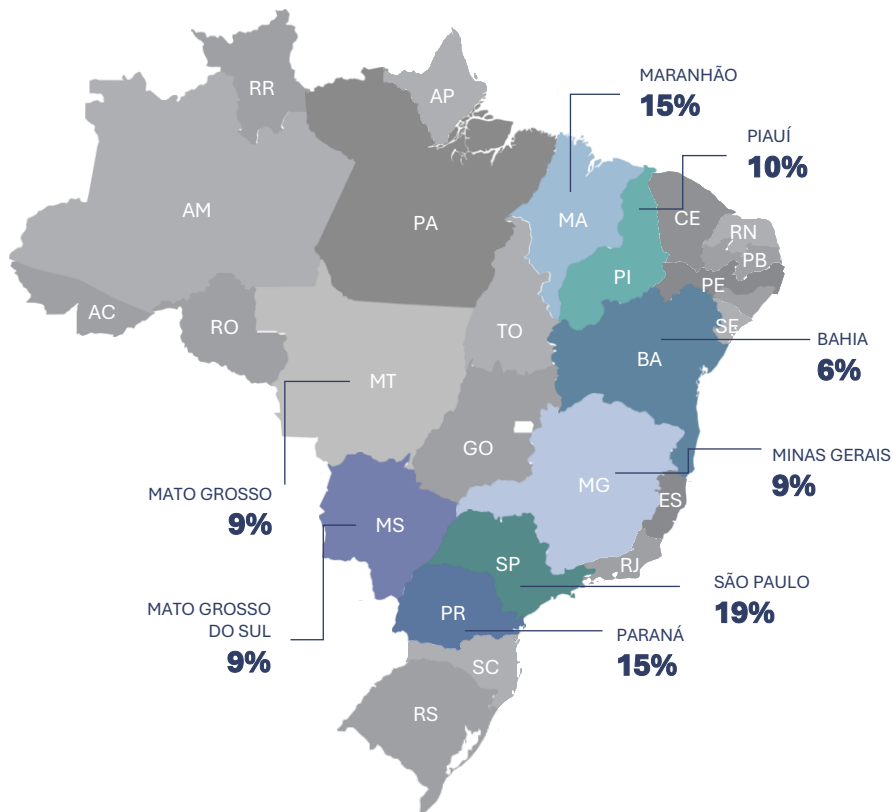 MARANHÃO
15%
RR
AP
PIAUÍ
10%
AM
PA
MA
CE
RN
PB
PI
PE
AC
RO
TO
SE
BAHIA
6%
BA
MT
GO
MINAS GERAIS
9%
MG
ES
MATO GROSSO
9%
MS
SP
RJ
SÃO PAULO
19%
MATO GROSSO
DO SUL
9%
PR
PARANÁ
15%
SC
RS